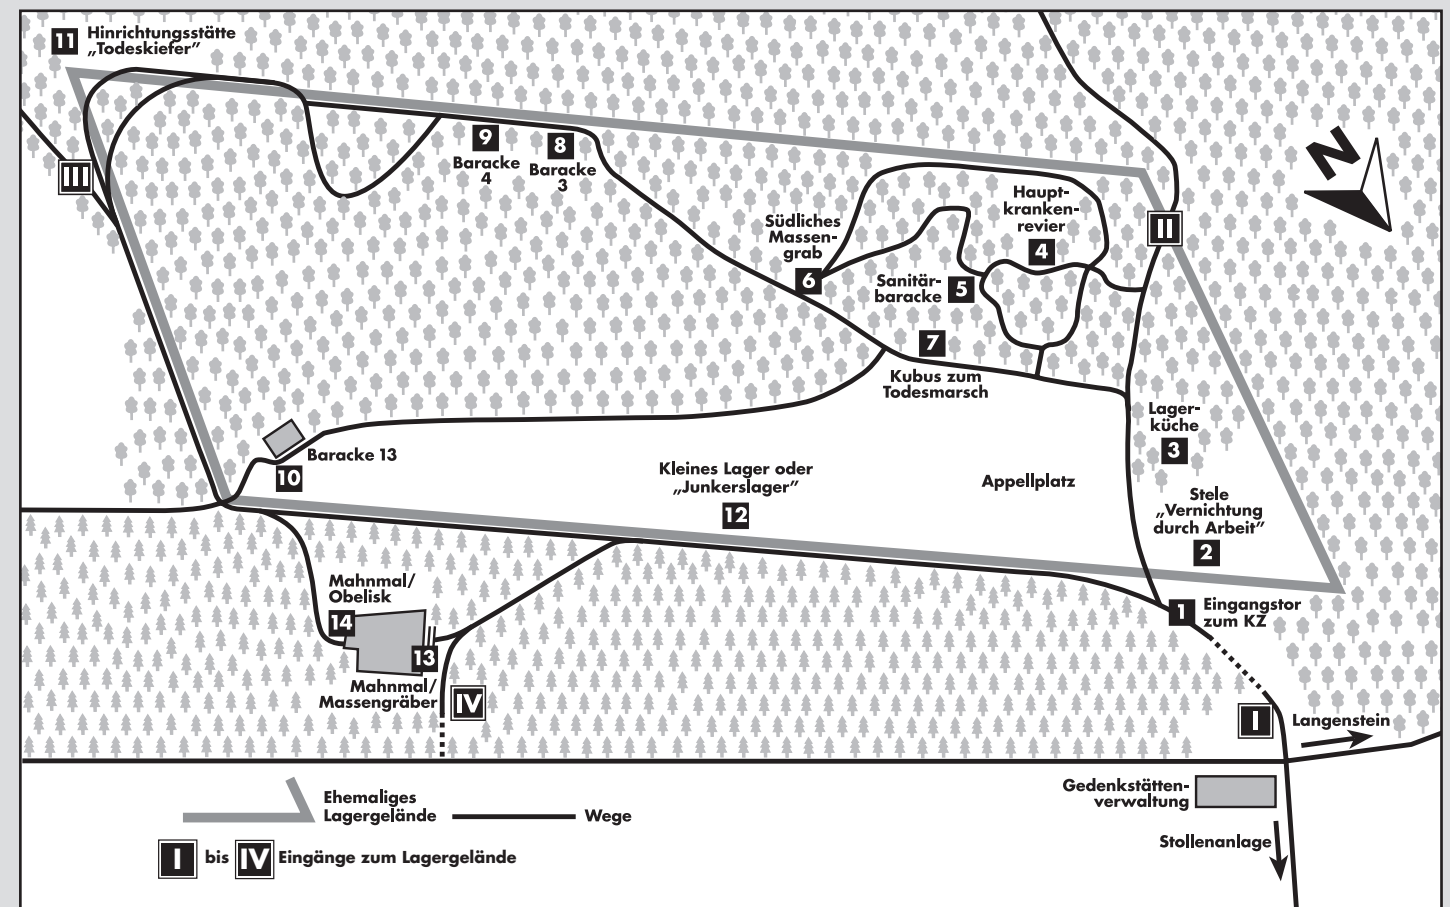 11 Hinrichtungsstätte
„Todeskiefer”
III
9
Baracke
4
8
Baracke
3
N
II
Haupt-
kranken-
revier
4
Südliches
Massen-
grab
6
Sanitär-
baracke 5
7
Kubus zum
Todesmarsch
Lager-
küche
3
Baracke 13
10
Kleines Lager oder
„Junkerslager”
12
Appellplatz
Stele
„Vernichtung
durch Arbeit”
2
1 Eingangstor
zum KZ
Mahnmal/
Obelisk
14
13
Mahnmal/
Massengräber
IV
I
Langenstein
Gedenkstätten-
verwaltung
Stollenanlage
Ehemaliges
Lagergelände
Wege
I bis IV Eingänge zum Lagergelände